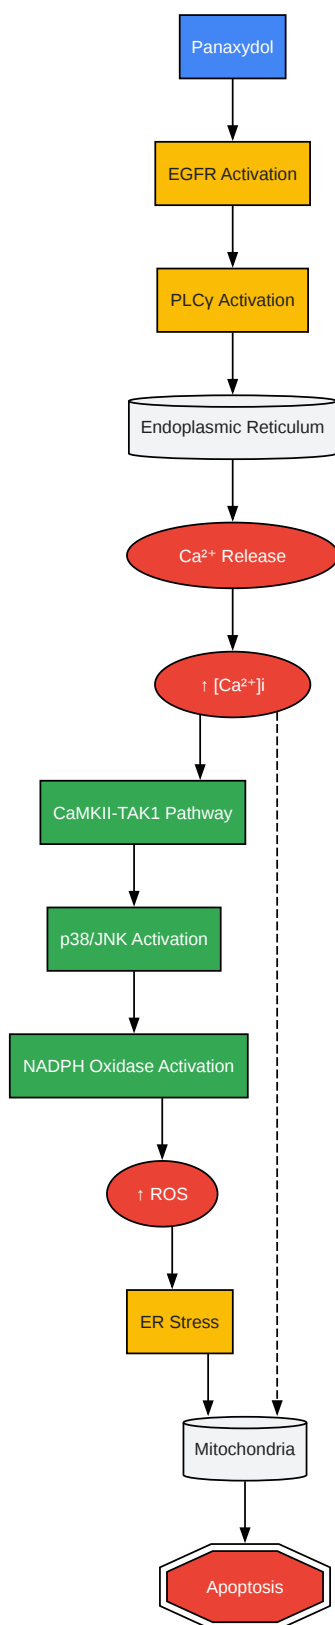 Panaxydol
EGFR Activation
PLCγ Activation
Endoplasmic Reticulum
Ca²⁺ Release
↑ [Ca²⁺]i
CaMKII-TAK1 Pathway
p38/JNK Activation
NADPH Oxidase Activation
↑ ROS
ER Stress
Mitochondria
Apoptosis